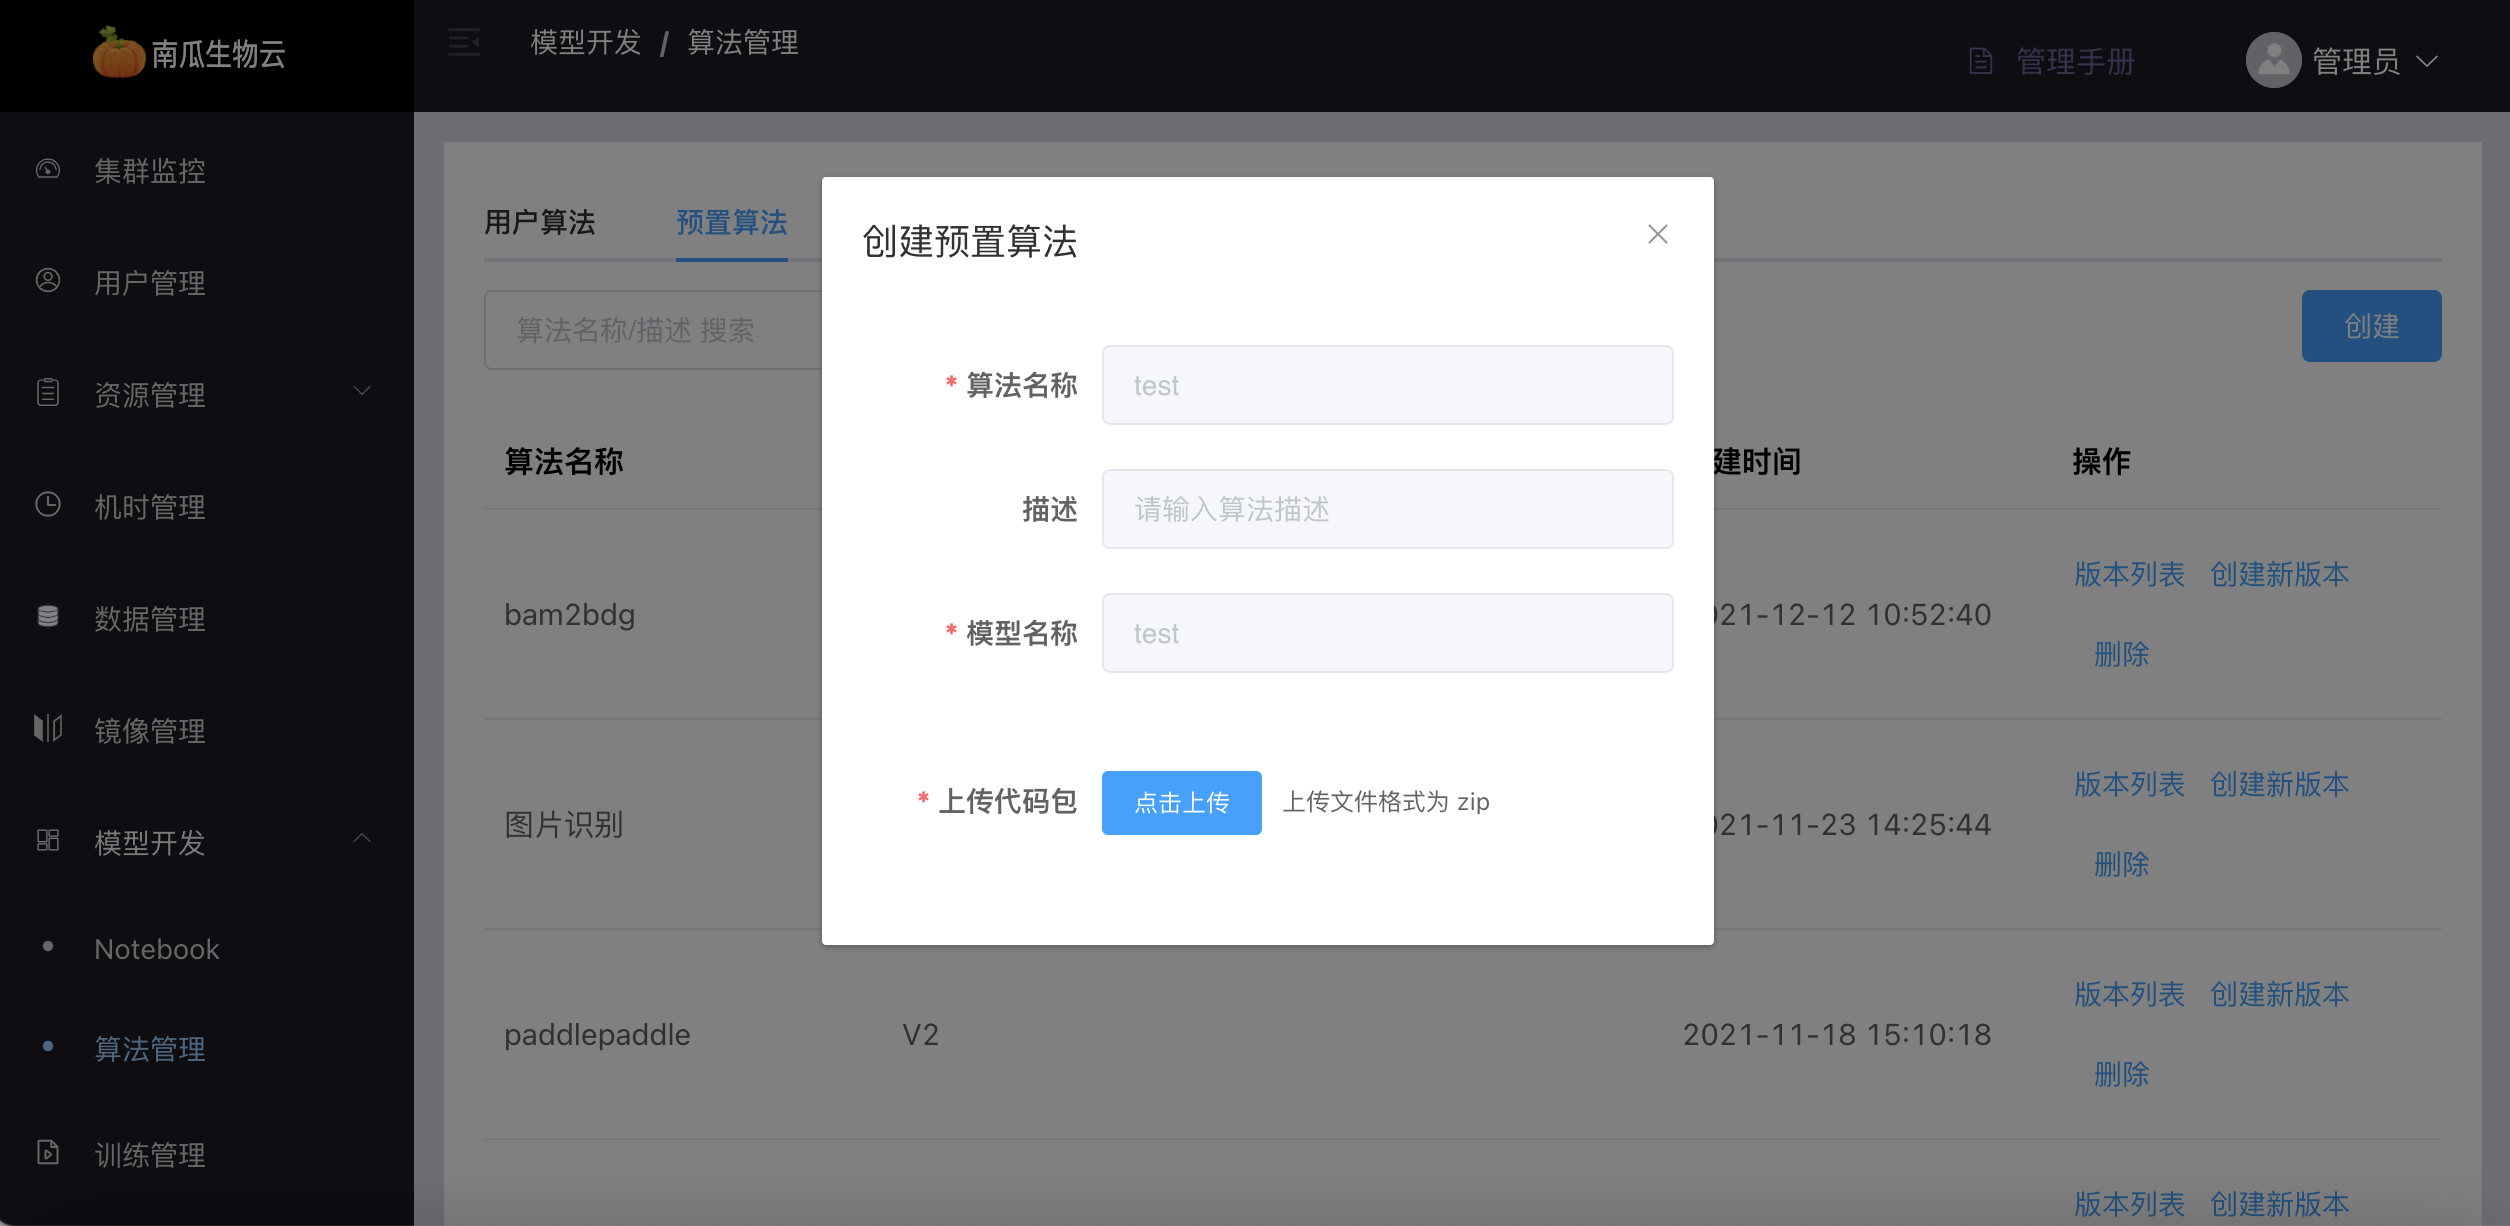 南瓜生物云
模型开发 / 算法管理
管理手册
管理员
集群监控
用户管理
资源管理
机时管理
数据管理
镜像管理
模型开发
Notebook
算法管理
训练管理
用户算法
预置算法
算法名称/描述 搜索
创建
算法名称
建时间
操作
bam2bdg
21-12-12 10:52:40
版本列表 创建新版本
删除
图片识别
21-11-23 14:25:44
版本列表 创建新版本
删除
paddlepaddle
V2
2021-11-18 15:10:18
版本列表 创建新版本
删除
版本列表 创建新版本
创建预置算法
* 算法名称
test
描述
请输入算法描述
* 模型名称
test
* 上传代码包
点击上传
上传文件格式为 zip